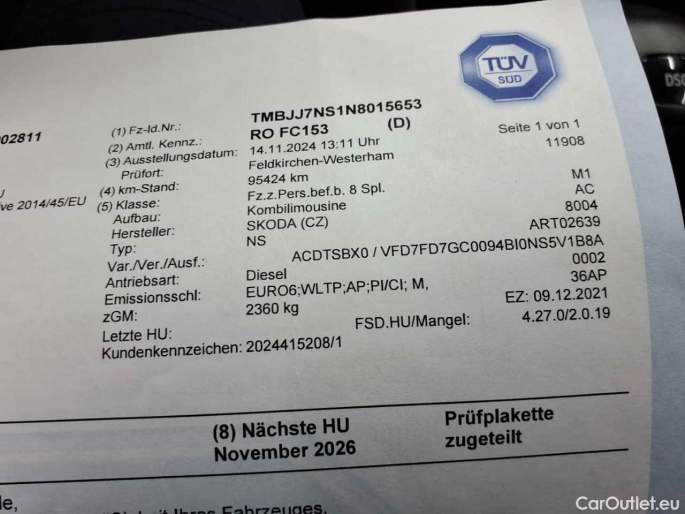 TÜV
SÜD
DSG
002811
(1) Fz-Id.Nr.: TMBJJ7NS1N8015653
(2) Amtl. Kennz.: RO FC153 (D)
(3) Ausstellungsdatum: 14.11.2024 13:11 Uhr Seite 1 von 1
Prüfort: Feldkirchen-Westerham 11908
(4) km-Stand: 95424 km
ve 2014/45/EU
(5) Klasse: Fz.z.Pers.bef.b. 8 Spl. M1
Aufbau: Kombilimousine AC
Hersteller: SKODA (CZ) 8004
Typ: NS ART02639
Var./Ver./Ausf.: ACDTSBX0 / VFD7FD7GC0094BI0NS5V1B8A
Antriebsart: Diesel 0002
Emissionsschl: EURO6;WLTP;AP;PI/CI; M, 36AP
zGM: 2360 kg EZ: 09.12.2021
Letzte HU: FSD.HU/Mangel: 4.27.0/2.0.19
Kundenkennzeichen: 2024415208/1
(8) Nächste HU Prüfplakette
November 2026 zugeteilt
Ihres Fahrzeuges.
CarOutlet.eu